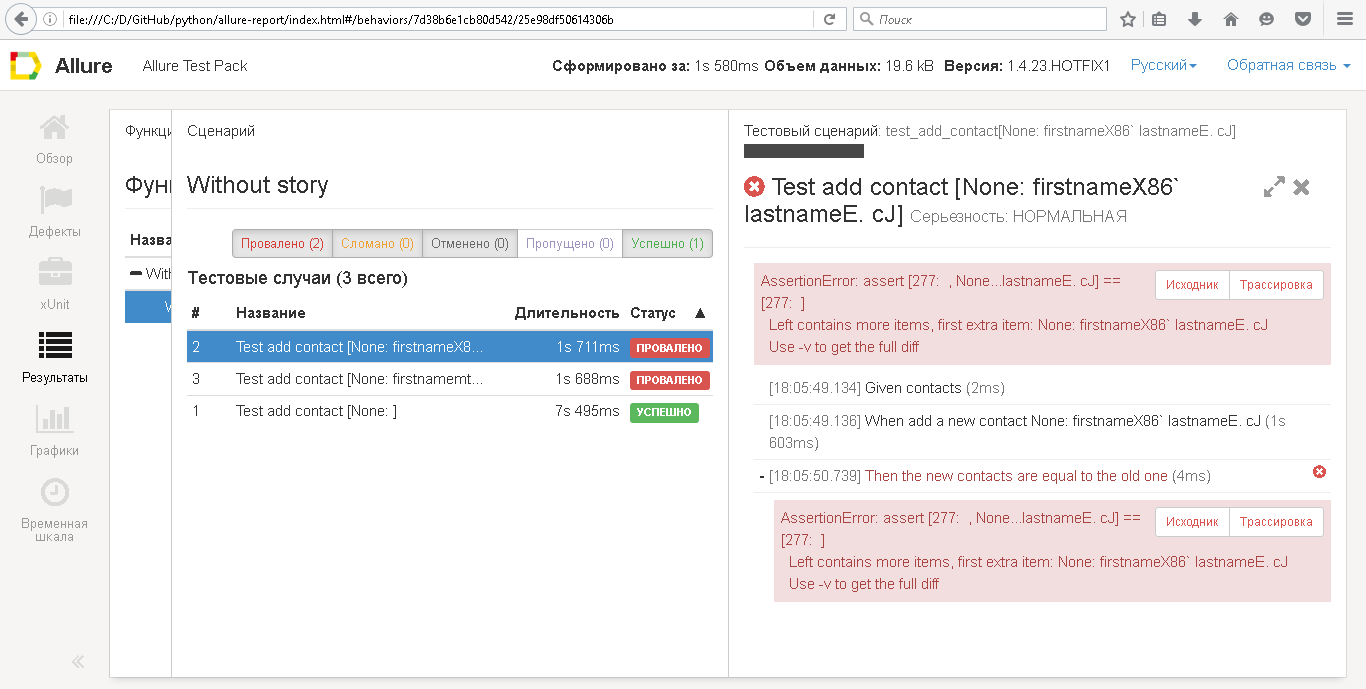 file:///C:/D/GitHub/python/allure-report/index.html#/behaviors/7d38b6e1cb80d542/25e98df50614306b
Поиск
Allure
Allure Test Pack
Сформировано за: 1s 580ms Объем данных: 19.6 kB Версия: 1.4.23.HOTFIX1
Русский
Обратная связь
Обзор
Дефекты
xUnit
Результаты
Графики
Временная
шкала
Функци
Функ
Назва
With
W
Сценарий
Without story
Провалено (2) Сломано (0) Отменено (0) Пропущено (0) Успешно (1)
Тестовые случаи (3 всего)
# Название Длительность Статус ▲
2 Test add contact [None: firstnameX8... 1s 711ms ПРОВАЛЕНО
3 Test add contact [None: firstnamemt... 1s 688ms ПРОВАЛЕНО
1 Test add contact [None: ] 7s 495ms УСПЕШНО
Тестовый сценарий: test_add_contact[None: firstnameX86` lastnameE. cJ]
Test add contact [None: firstnameX86`
lastnameE. cJ] Серьезность: НОРМАЛЬНАЯ
AssertionError: assert [277: , None...lastnameE. cJ] ==
[277: ]
Left contains more items, first extra item: None: firstnameX86` lastnameE. cJ
Use -v to get the full diff
Исходник Трассировка
[18:05:49.134] Given contacts (2ms)
[18:05:49.136] When add a new contact None: firstnameX86` lastnameE. cJ (1s
603ms)
- [18:05:50.739] Then the new contacts are equal to the old one (4ms)
AssertionError: assert [277: , None...lastnameE. cJ] ==
[277: ]
Left contains more items, first extra item: None: firstnameX86` lastnameE. cJ
Use -v to get the full diff
Исходник Трассировка